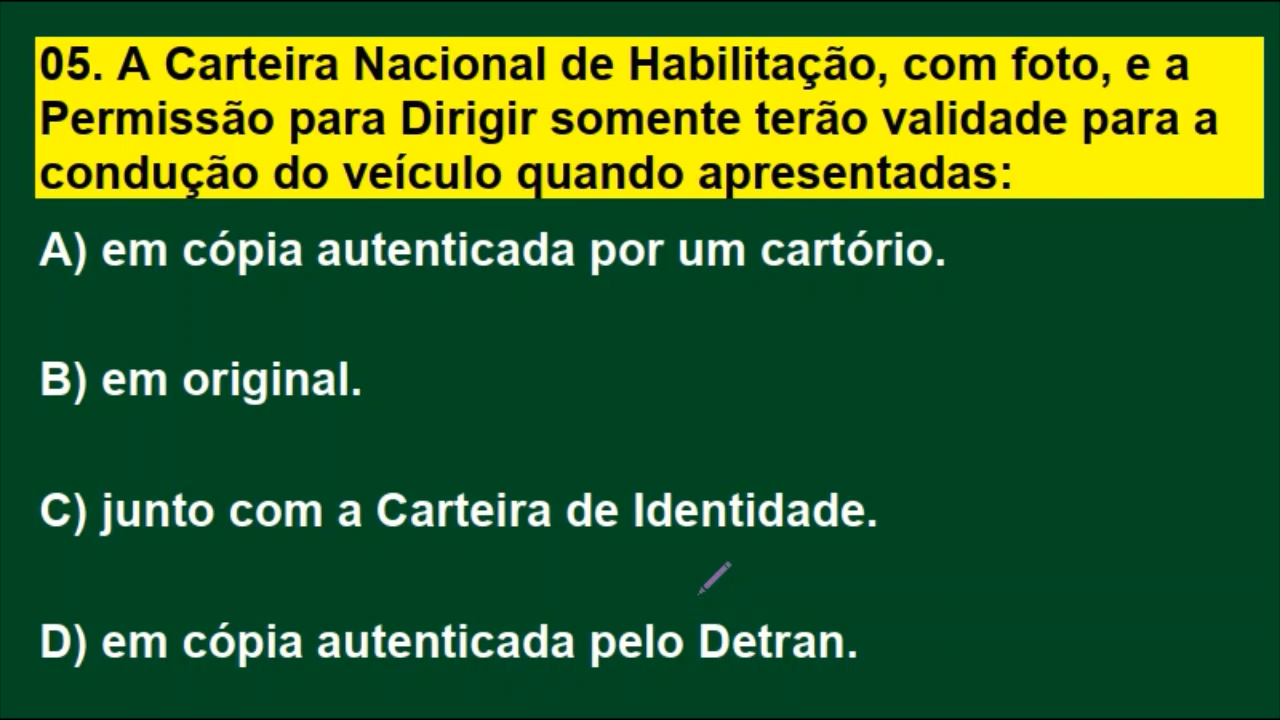 05. A Carteira Nacional de Habilitação, com foto, e a
Permissão para Dirigir somente terão validade para a
condução do veículo quando apresentadas:
A) em cópia autenticada por um cartório.
B) em original.
C) junto com a Carteira de Identidade.
D) em cópia autenticada pelo Detran.